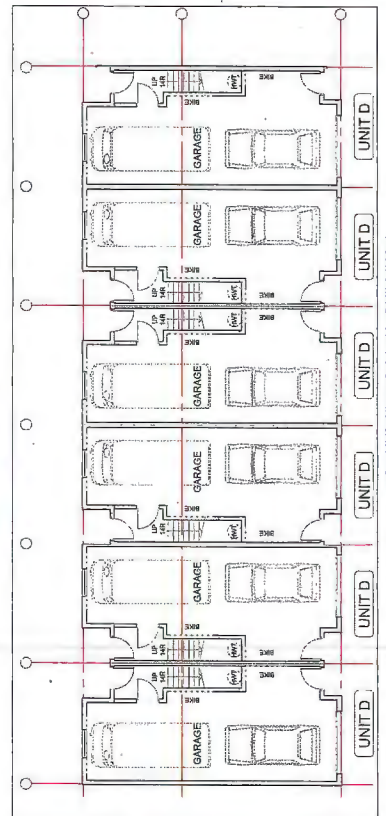 UP UP UP UP UP UP
14R 14R 14R 14R 14R 14R
BIKE BIKE BIKE BIKE BIKE BIKE
GARAGE GARAGE GARAGE GARAGE GARAGE GARAGE
HWT HWT HWT HWT HWT HWT
BIKE BIKE BIKE BIKE BIKE BIKE
UNIT D UNIT D UNIT D UNIT D UNIT D UNIT D